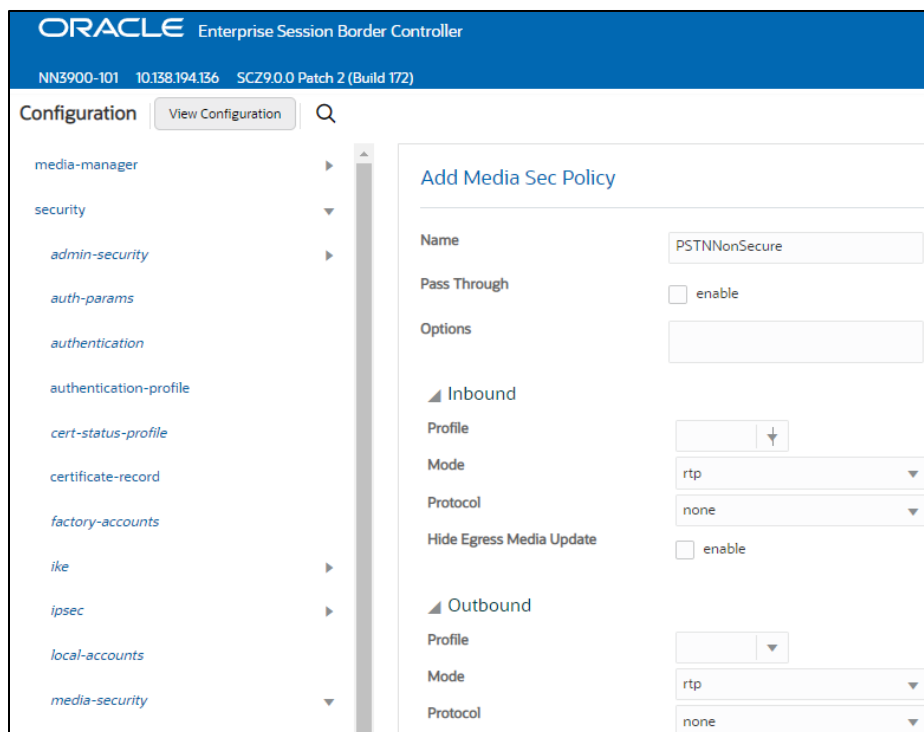 ORACLE Enterprise Session Border Controller
NN3900-101 10.138.194.136 SCZ9.0.0 Patch 2 (Build 172)
Configuration View Configuration
media-manager
security
admin-security
auth-params
authentication
authentication-profile
cert-status-profile
certificate-record
factory-accounts
ike
ipsec
local-accounts
media-security
Add Media Sec Policy
Name PSTNNonSecure
Pass Through enable
Options
Inbound
Profile
Mode rtp
Protocol none
Hide Egress Media Update enable
Outbound
Profile
Mode rtp
Protocol none